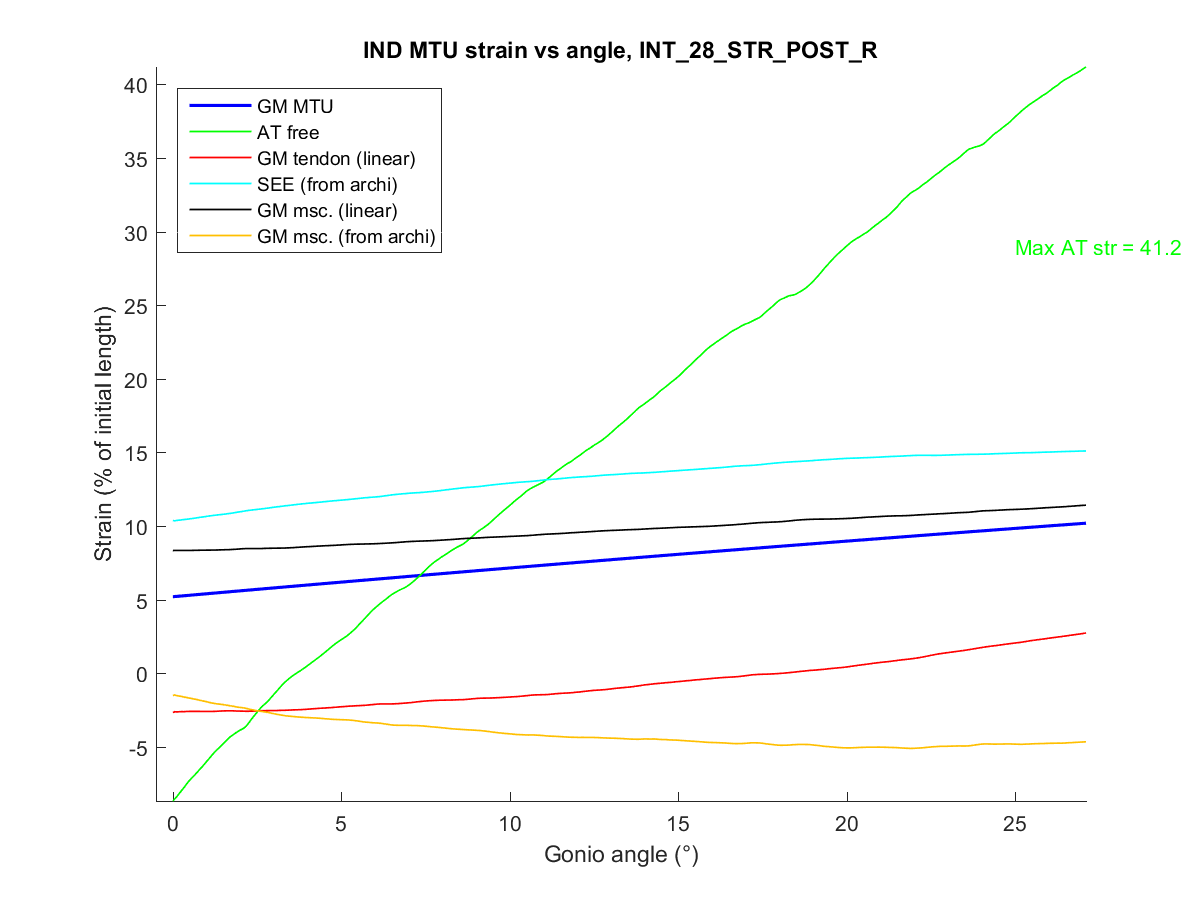 IND MTU strain vs angle, INT_28_STR_POST_R
GM MTU
AT free
GM tendon (linear)
SEE (from archi)
GM msc. (linear)
GM msc. (from archi)
Max AT str = 41.2
Strain (% of initial length)
40
35
30
25
20
15
10
5
0
-5
0 5 10 15 20 25
Gonio angle (°)